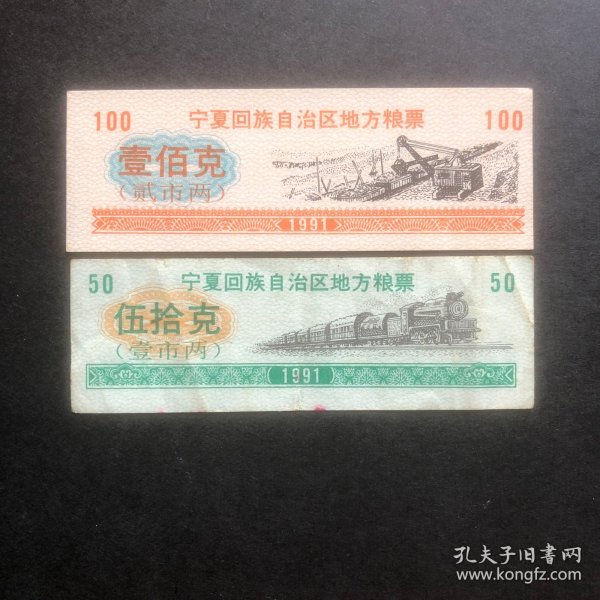 100 宁夏回族自治区地方粮票 100
壹佰克
(贰市两)
1991
50 宁夏回族自治区地方粮票 50
伍拾克
(壹市两)
1991
孔夫子旧书网
www.kongfz.com